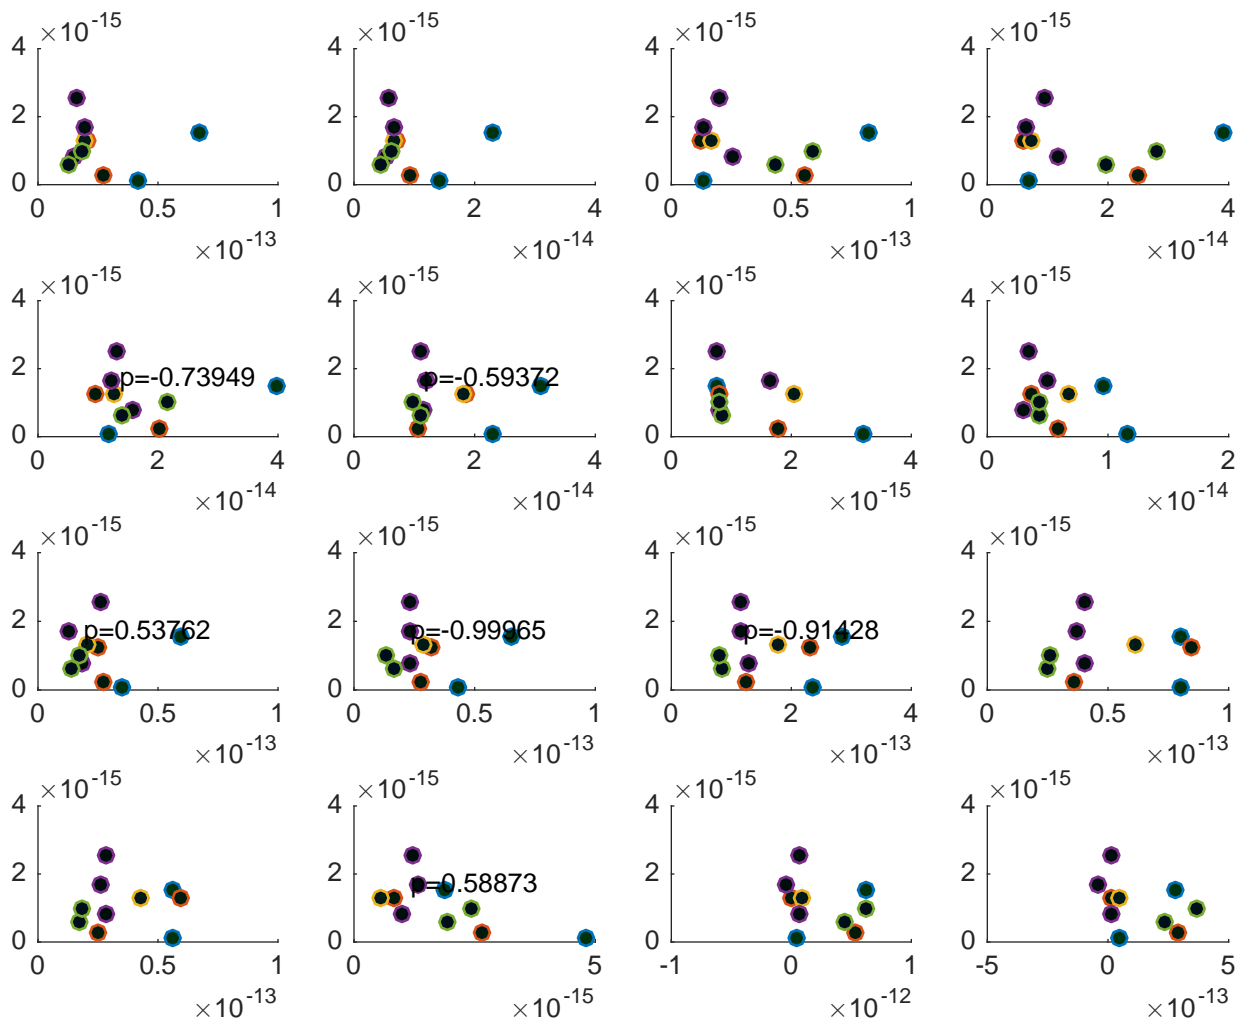 ×10-15 ×10-15 ×10-15 ×10-15
4 4 4 4
2 2 2 2
0 0 0 0
0 0.5 1 0 2 4 0 0.5 1 0 2 4
×10-13 ×10-14 ×10-13 ×10-14
×10-15 ×10-15 ×10-15 ×10-15
4 4 4 4
2 p=-0.73949 2 p=-0.59372 2 2
0 0 0 0
0 2 4 0 2 4 0 2 4 0 1 2
×10-14 ×10-14 ×10-15 ×10-14
×10-15 ×10-15 ×10-15 ×10-15
4 4 4 4
2 p=0.53762 2 p=-0.99965 2 p=-0.91428 2
0 0 0 0
0 0.5 1 0 0.5 1 0 2 4 0 0.5 1
×10-13 ×10-13 ×10-13 ×10-13
×10-15 ×10-15 ×10-15 ×10-15
4 4 4 4
2 2 p=0.58873 2 2
0 0 0 0
0 0.5 1 0 5 -1 0 1 -5 0 5
×10-13 ×10-15 ×10-12 ×10-13